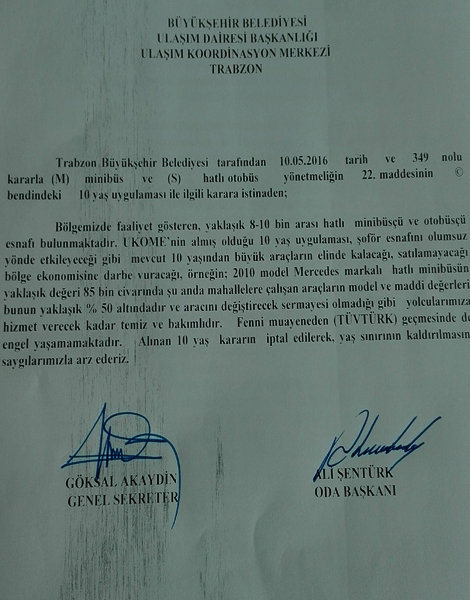 BÜYÜKŞEHİR BELEDİYESİ
ULAŞIM DAİRESİ BAŞKANLIĞI
ULAŞIM KOORDİNASYON MERKEZİ
TRABZON
Trabzon Büyükşehir Belediyesi tarafından 10.05.2016 tarih ve 349 nolu
kararla (M) minibüs ve (S) hatlı otobüs yönetmeliğin 22. maddesinin ©
bendindeki 10 yaş uygulaması ile ilgili karara istinaden;
Bölgemizde faaliyet gösteren, yaklaşık 8-10 bin arası hatlı minibüsçü ve otobüsçü
esnafı bulunmaktadır. UKOME'nin almış olduğu 10 yaş uygulaması, şoför esnafını olumsuz
yönde etkileyeceği gibi mevcut 10 yaşından büyük araçların elinde kalacağı, satılamayacağı
bölge ekonomisine darbe vuracağı, örneğin; 2010 model Mercedes markalı hatlı minibüsün
yaklaşık değeri 85 bin civarında şu anda mahallelere çalışan araçların model ve maddi değerleri
bunun yaklaşık % 50 altındadır ve aracını değiştirecek sermayesi olmadığı gibi yolcularımıza
hizmet verecek kadar temiz ve bakımlıdır. Fenni muayeneden (TÜVTÜRK) geçmesinde de
engel yaşamamaktadır. Alınan 10 yaş kararın iptal edilerek, yaş sınırının kaldırılmasın
saygılarımızla arz ederiz.
GÖKSAL AKAYDİN
GENEL SEKRETER
ALİ ŞENTÜRK
ODA BAŞKANI